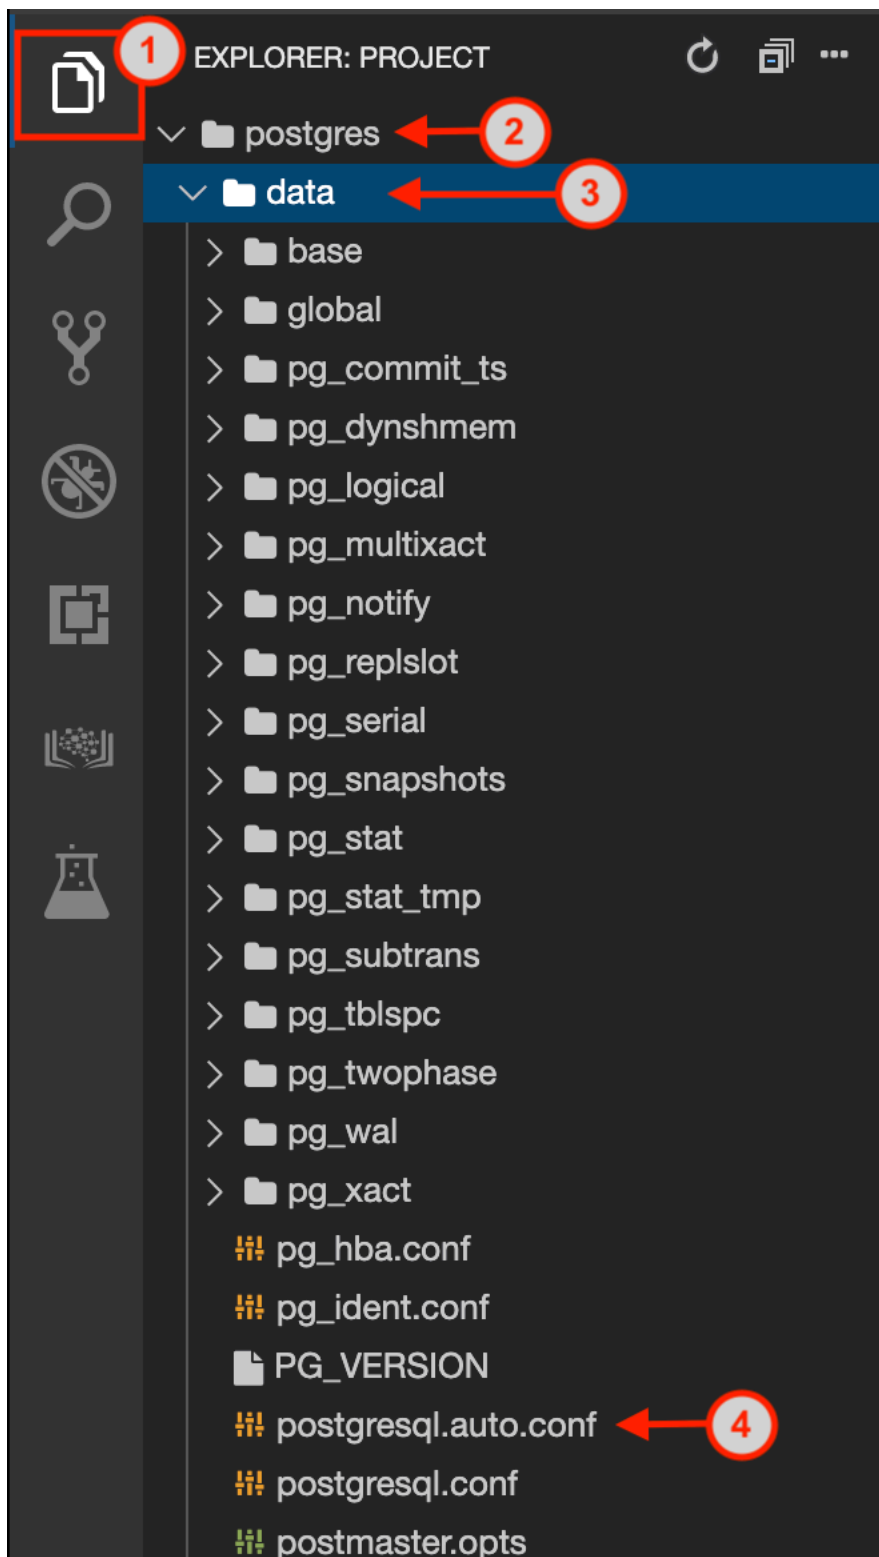 1 EXPLORER: PROJECT
postgres 2
data 3
base
global
pg_commit_ts
pg_dynshmem
pg_logical
pg_multixact
pg_notify
pg_replslot
pg_serial
pg_snapshots
pg_stat
pg_stat_tmp
pg_subtrans
pg_tblspc
pg_twophase
pg_wal
pg_xact
pg_hba.conf
pg_ident.conf
PG_VERSION
postgresql.auto.conf 4
postgresql.conf
postmaster.opts